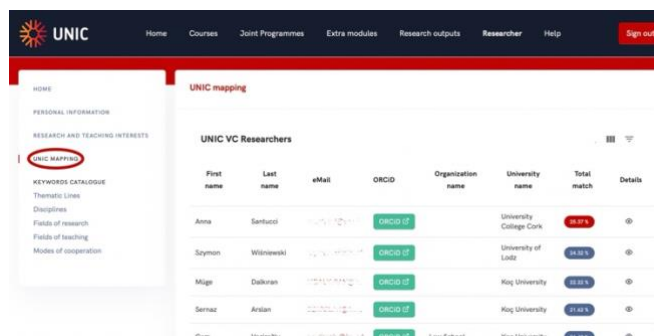 UNIC
Home Courses Joint Programmes Extra modules Research outputs Researcher Help Sign out
HOME
PERSONAL INFORMATION
RESEARCH AND TEACHING INTERESTS
UNIC MAPPING
KEYWORDS CATALOGUE
Thematic Lines
Disciplines
Fields of research
Fields of teaching
Modes of cooperation
UNIC mapping
UNIC VC Researchers
First name Last name eMail ORCiD Organization name University name Total match Details
Anna Santucci ORCiD University College Cork
Szymon Wiśniewski ORCiD University of Lodz
Müge Dalkıran ORCiD Koç University
Sernaz Arslan ORCiD Koç University